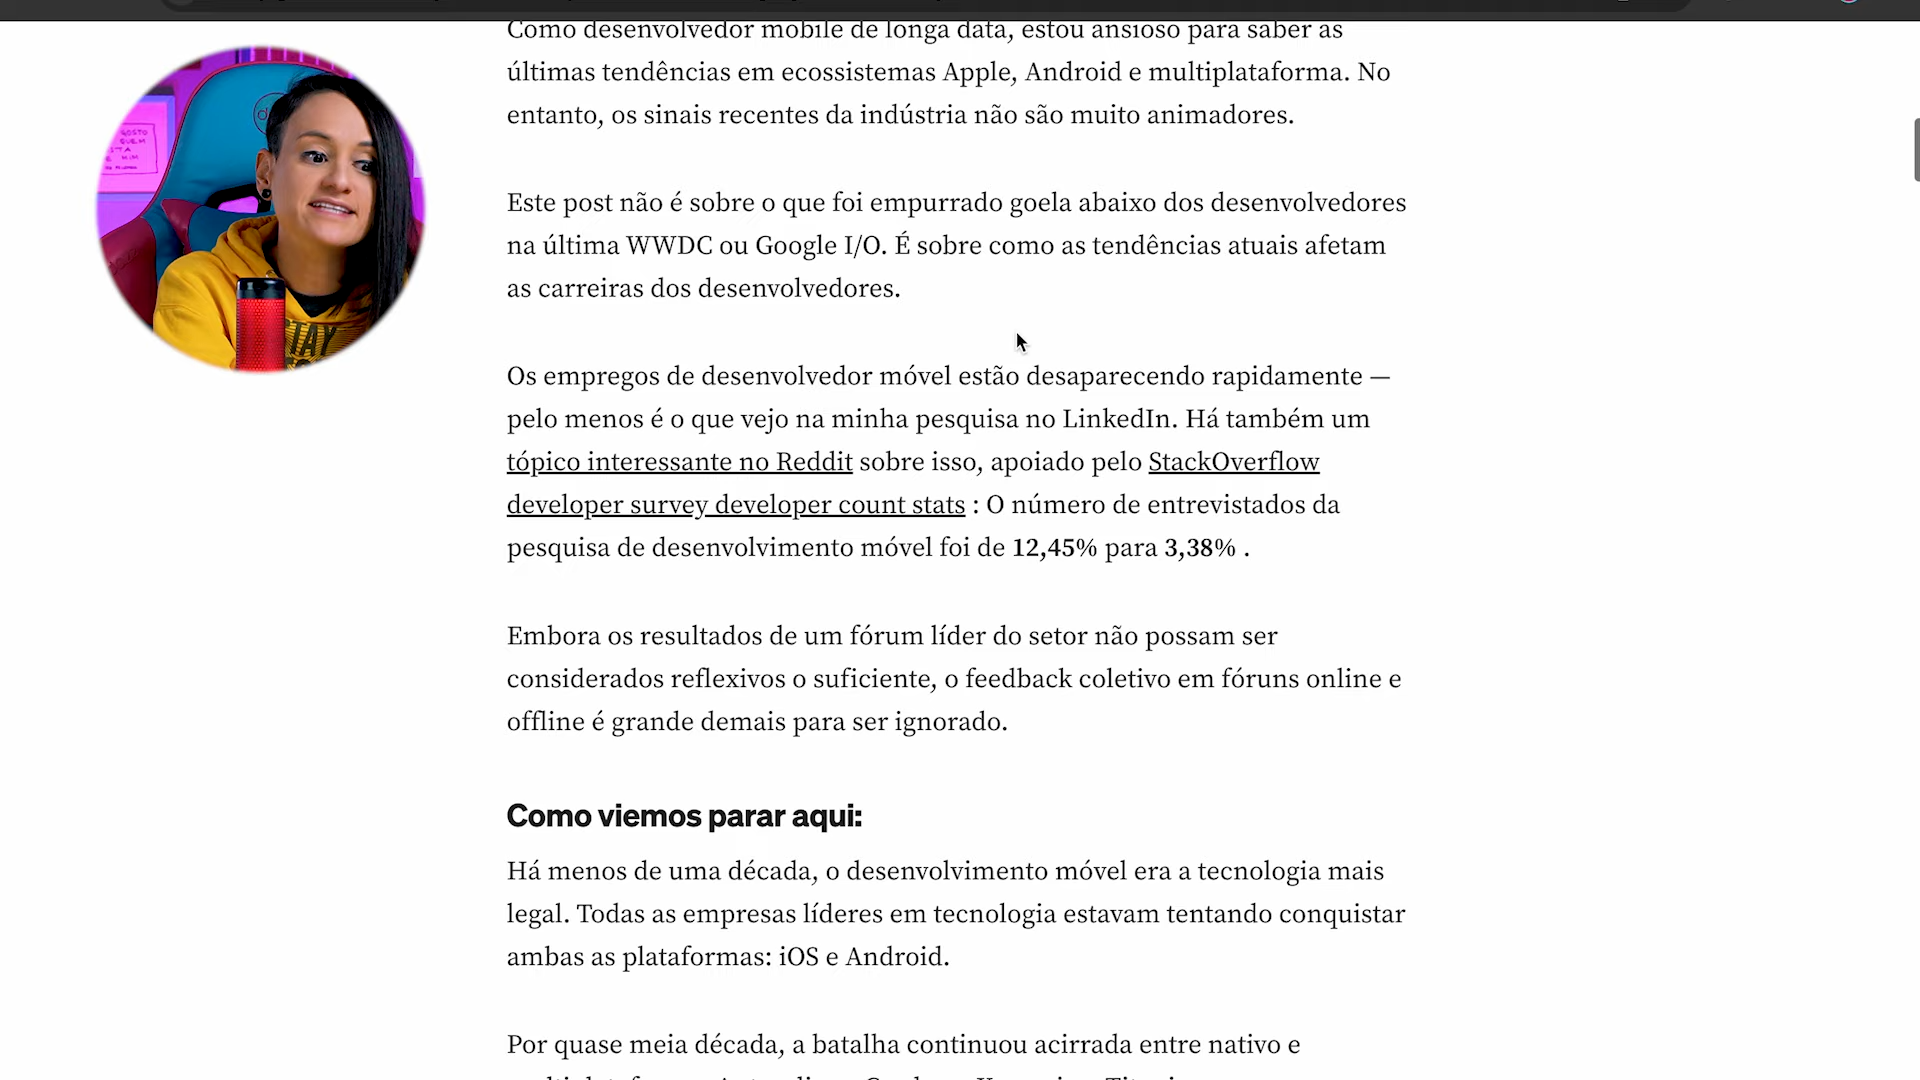 Como desenvolvedor mobile de longa data, estou ansioso para saber as
últimas tendências em ecossistemas Apple, Android e multiplataforma. No
entanto, os sinais recentes da indústria não são muito animadores.
Este post não é sobre o que foi empurrado goela abaixo dos desenvolvedores
na última WWDC ou Google I/O. É sobre como as tendências atuais afetam
as carreiras dos desenvolvedores.
Os empregos de desenvolvedor móvel estão desaparecendo rapidamente —
pelo menos é o que vejo na minha pesquisa no LinkedIn. Há também um
tópico interessante no Reddit sobre isso, apoiado pelo StackOverflow
developer survey developer count stats : O número de entrevistados da
pesquisa de desenvolvimento móvel foi de 12,45% para 3,38% .
Embora os resultados de um fórum líder do setor não possam ser
considerados reflexivos o suficiente, o feedback coletivo em fóruns online e
offline é grande demais para ser ignorado.
Como viemos parar aqui:
Há menos de uma década, o desenvolvimento móvel era a tecnologia mais
legal. Todas as empresas líderes em tecnologia estavam tentando conquistar
ambas as plataformas: iOS e Android.
Por quase meia década, a batalha continuou acirrada entre nativo e